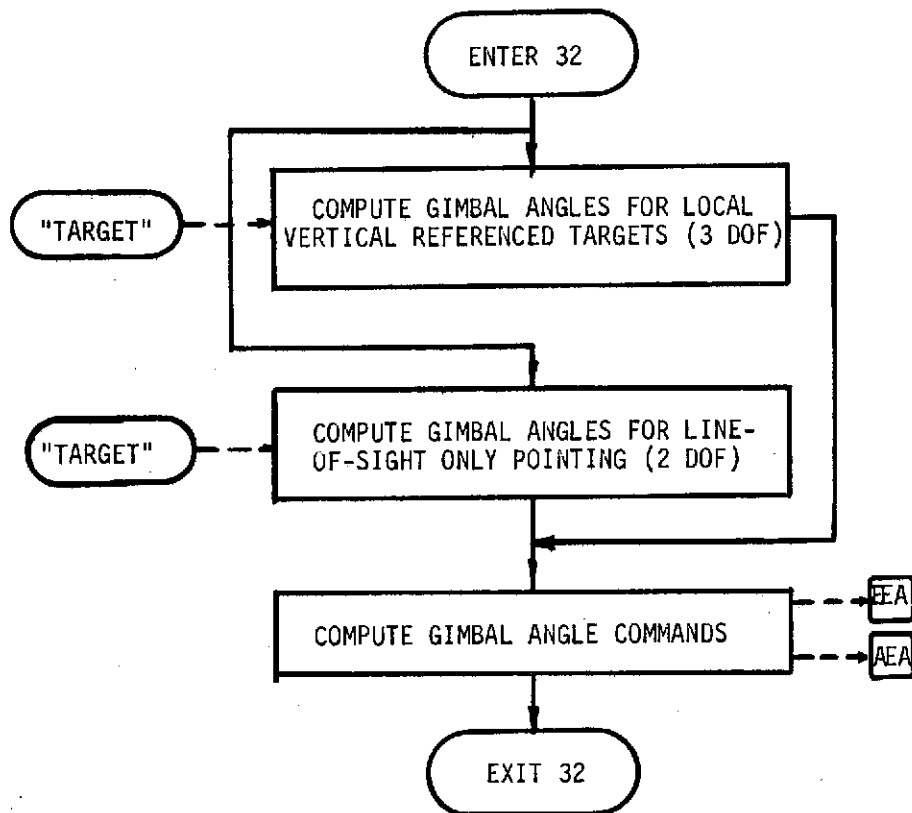 ENTER 32
"TARGET"
COMPUTE GIMBAL ANGLES FOR LOCAL
VERTICAL REFERENCED TARGETS (3 DOF)
"TARGET"
COMPUTE GIMBAL ANGLES FOR LINE-
OF-SIGHT ONLY POINTING (2 DOF)
COMPUTE GIMBAL ANGLE COMMANDS
EEA
AEA
EXIT 32